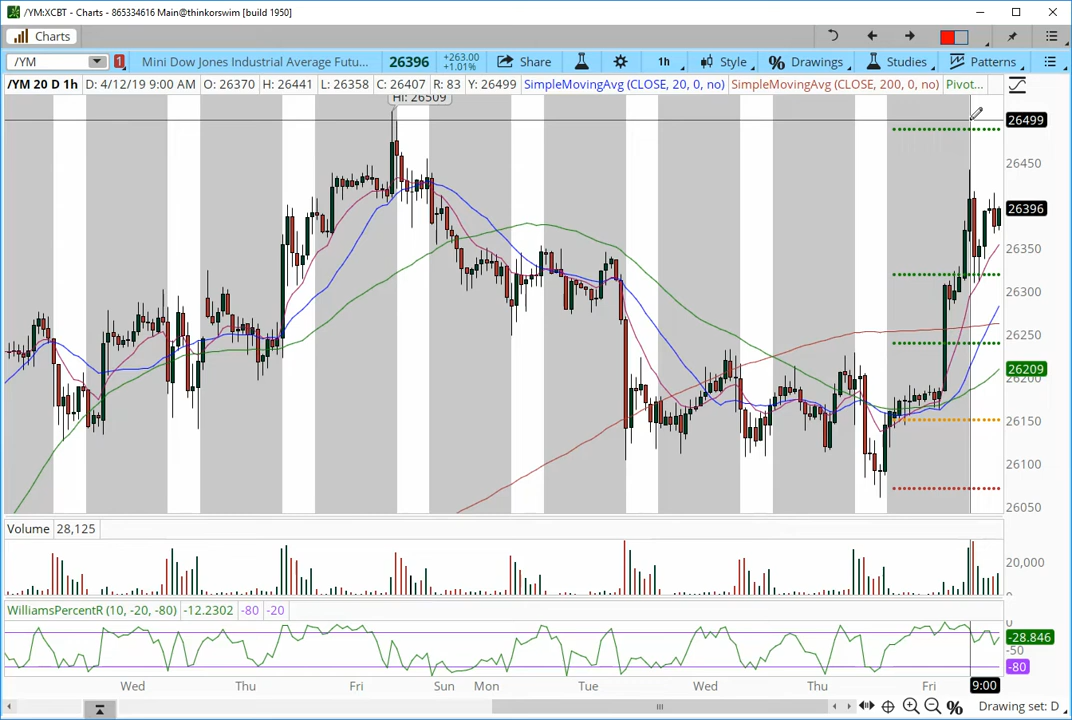 /YM:XCBT - Charts - 865334616 Main@thinkorswim [build 1950]
Charts
/YM 1 Mini Dow Jones Industrial Average Futu... 26396 +263.00 +1.01% Share 1h Style Drawings Studies Patterns
/YM 20 D 1h D: 4/12/19 9:00 AM O: 26370 H: 26441 L: 26358 C: 26407 R: 83 Y: 26499 SimpleMovingAvg (CLOSE, 20, 0, no) SimpleMovingAvg (CLOSE, 200, 0, no) Pivot...
Hi: 26509
26499
26450
26396
26350
26300
26250
26209
26200
26150
26100
26050
Volume 28,125
20,000
0
WilliamsPercentR (10, -20, -80) -12.2302 -80 -20
0
-28.846
-50
-80
Wed Thu Fri Sun Mon Tue Wed Thu Fri 9:00
Drawing set: D